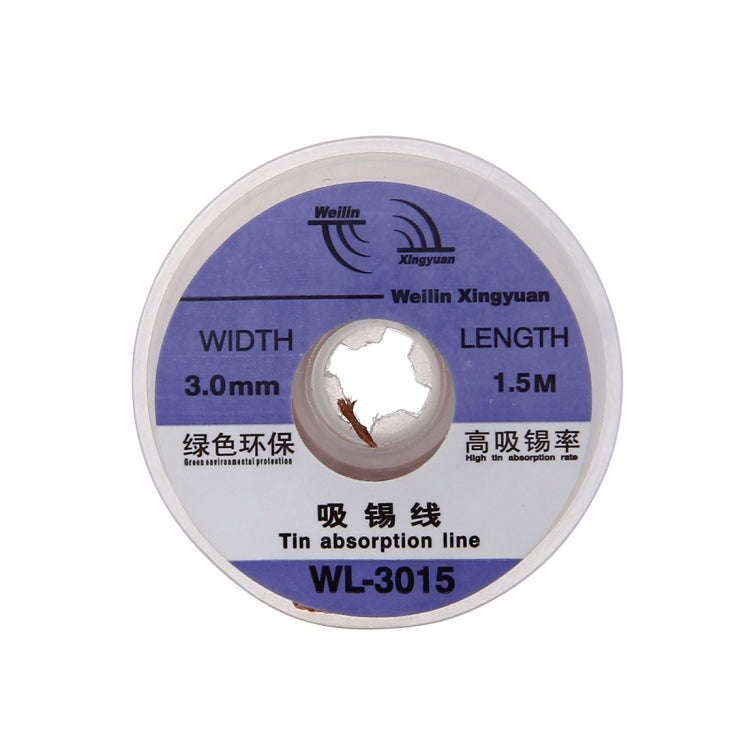 Weilin
Xingyuan
Weilin Xingyuan
WIDTH
3.0mm
LENGTH
1.5M
绿色环保
Green environmental protection
高吸锡率
High tin absorption rate
吸锡线
Tin absorption line
WL-3015